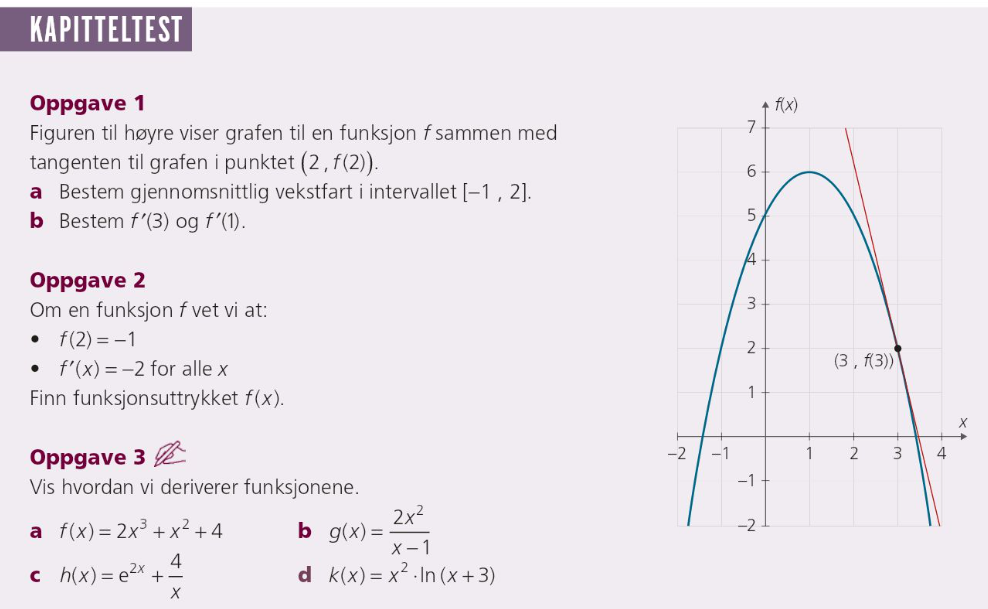 KAPITTELTEST
Oppgave 1
Figuren til høyre viser grafen til en funksjon f sammen med
tangenten til grafen i punktet (2 , f(2)).
a Bestem gjennomsnittlig vekstfart i intervallet [−1 , 2].
b Bestem f′(3) og f′(1).
Oppgave 2
Om en funksjon f vet vi at:
• f(2) = −1
• f′(x) = −2 for alle x
Finn funksjonsuttrykket f(x).
Oppgave 3
Vis hvordan vi deriverer funksjonene.
a f(x) = 2x³ + x² + 4
b g(x) = 2x² / (x − 1)
c h(x) = e²ˣ + 4/x
d k(x) = x² · ln (x + 3)
f(x)
7
6
5
4
3
2
(3 , f(3))
1
x
−2 −1 1 2 3 4
−1
−2